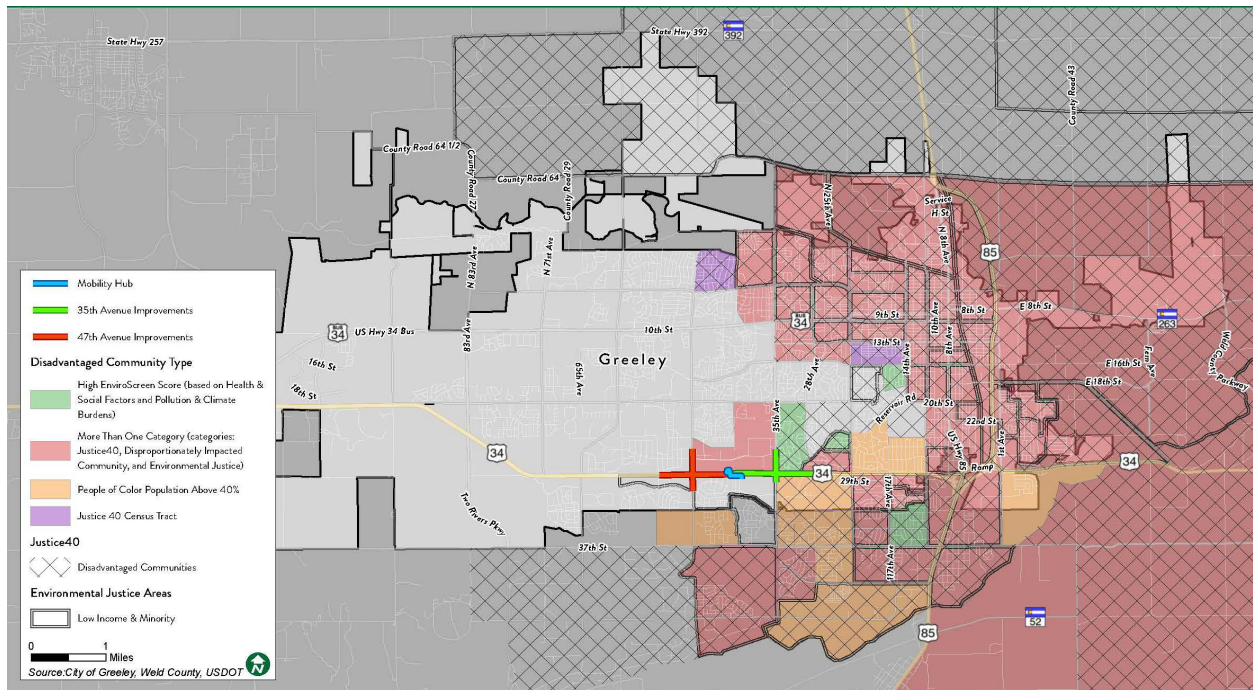 State Hwy 257
State Hwy 392
392
County Road 43
County Road 64 1/2
County Road 27
County Road 29
County Road 64
N 83rd Ave
N 71st Ave
N 25th Ave
Service
H St
N 8th Ave
85
US Hwy 34 Bus
BUS
34
83rd Ave
10th St
BUS
34
9th St
10th Ave
8th Ave
8th St
E 8th St
263
16th St
18th St
Greeley
65th Ave
28th Ave
13th St
14th Ave
E 16th St
E 18th St
Fern Ave
Weld County Parkway
35th Ave
Reservoir Rd
20th St
22nd St
1st Ave
34
US Hwy 85
Ramp
34
34
29th St
17th Ave
Two Rivers Pkwy
37th St
117th Ave
85
52
Mobility Hub
35th Avenue Improvements
47th Avenue Improvements
Disadvantaged Community Type
High EnviroScreen Score (based on Health &
Social Factors and Pollution & Climate
Burdens)
More Than One Category (categories:
Justice40, Disproportionately Impacted
Community, and Environmental Justice)
People of Color Population Above 40%
Justice 40 Census Tract
Justice40
Disadvantaged Communities
Environmental Justice Areas
Low Income & Minority
0 1
Miles
Source:City of Greeley, Weld County, USDOT
N